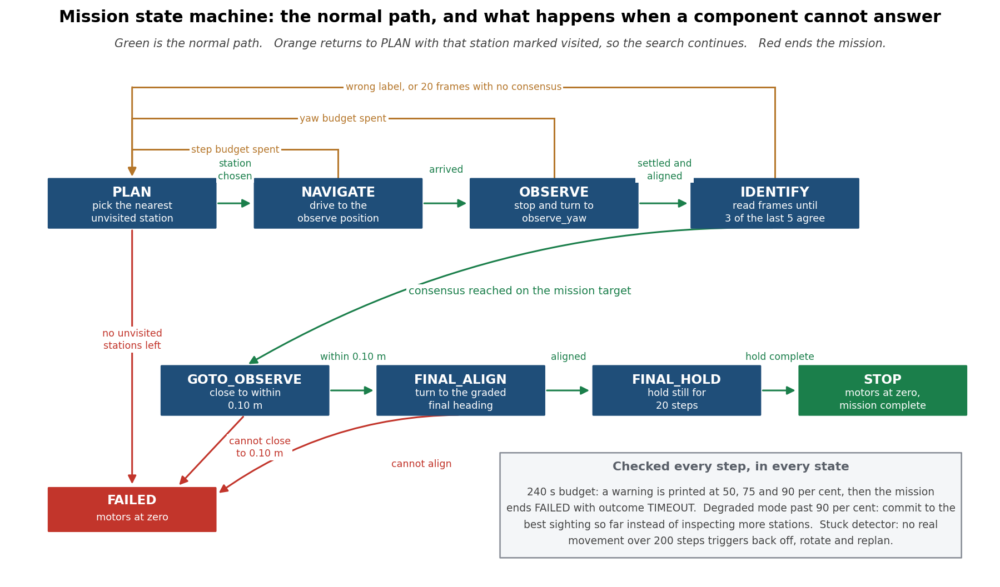 Mission state machine: the normal path, and what happens when a component cannot answer
Green is the normal path.   Orange returns to PLAN with that station marked visited, so the search continues.   Red ends the mission.
wrong label, or 20 frames with no consensus
yaw budget spent
step budget spent
station
chosen
arrived
settled and
aligned
PLAN
pick the nearest
unvisited station
NAVIGATE
drive to the
observe position
OBSERVE
stop and turn to
observe_yaw
IDENTIFY
read frames until
3 of the last 5 agree
consensus reached on the mission target
no unvisited
stations left
within 0.10 m
aligned
hold complete
GOTO_OBSERVE
close to within
0.10 m
FINAL_ALIGN
turn to the graded
final heading
FINAL_HOLD
hold still for
20 steps
STOP
motors at zero,
mission complete
cannot close
to 0.10 m
cannot align
FAILED
motors at zero
Checked every step, in every state
240 s budget: a warning is printed at 50, 75 and 90 per cent, then the mission
ends FAILED with outcome TIMEOUT.  Degraded mode past 90 per cent: commit to the
best sighting so far instead of inspecting more stations.  Stuck detector: no real
movement over 200 steps triggers back off, rotate and replan.